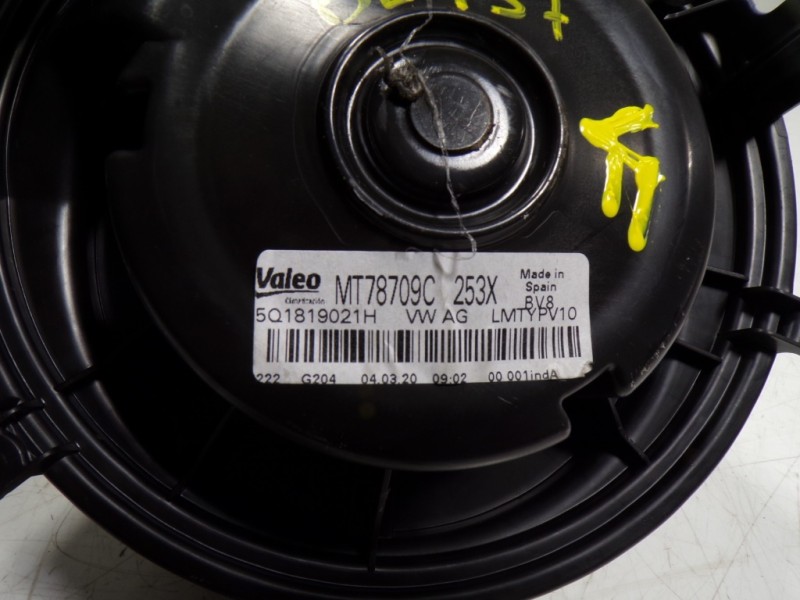 Valeo MT78709C 253X Made in
Climatización Spain
BV8
5Q1819021H VW AG LMTYPV10
222 G204 04.03.20 09:02 00 001indA